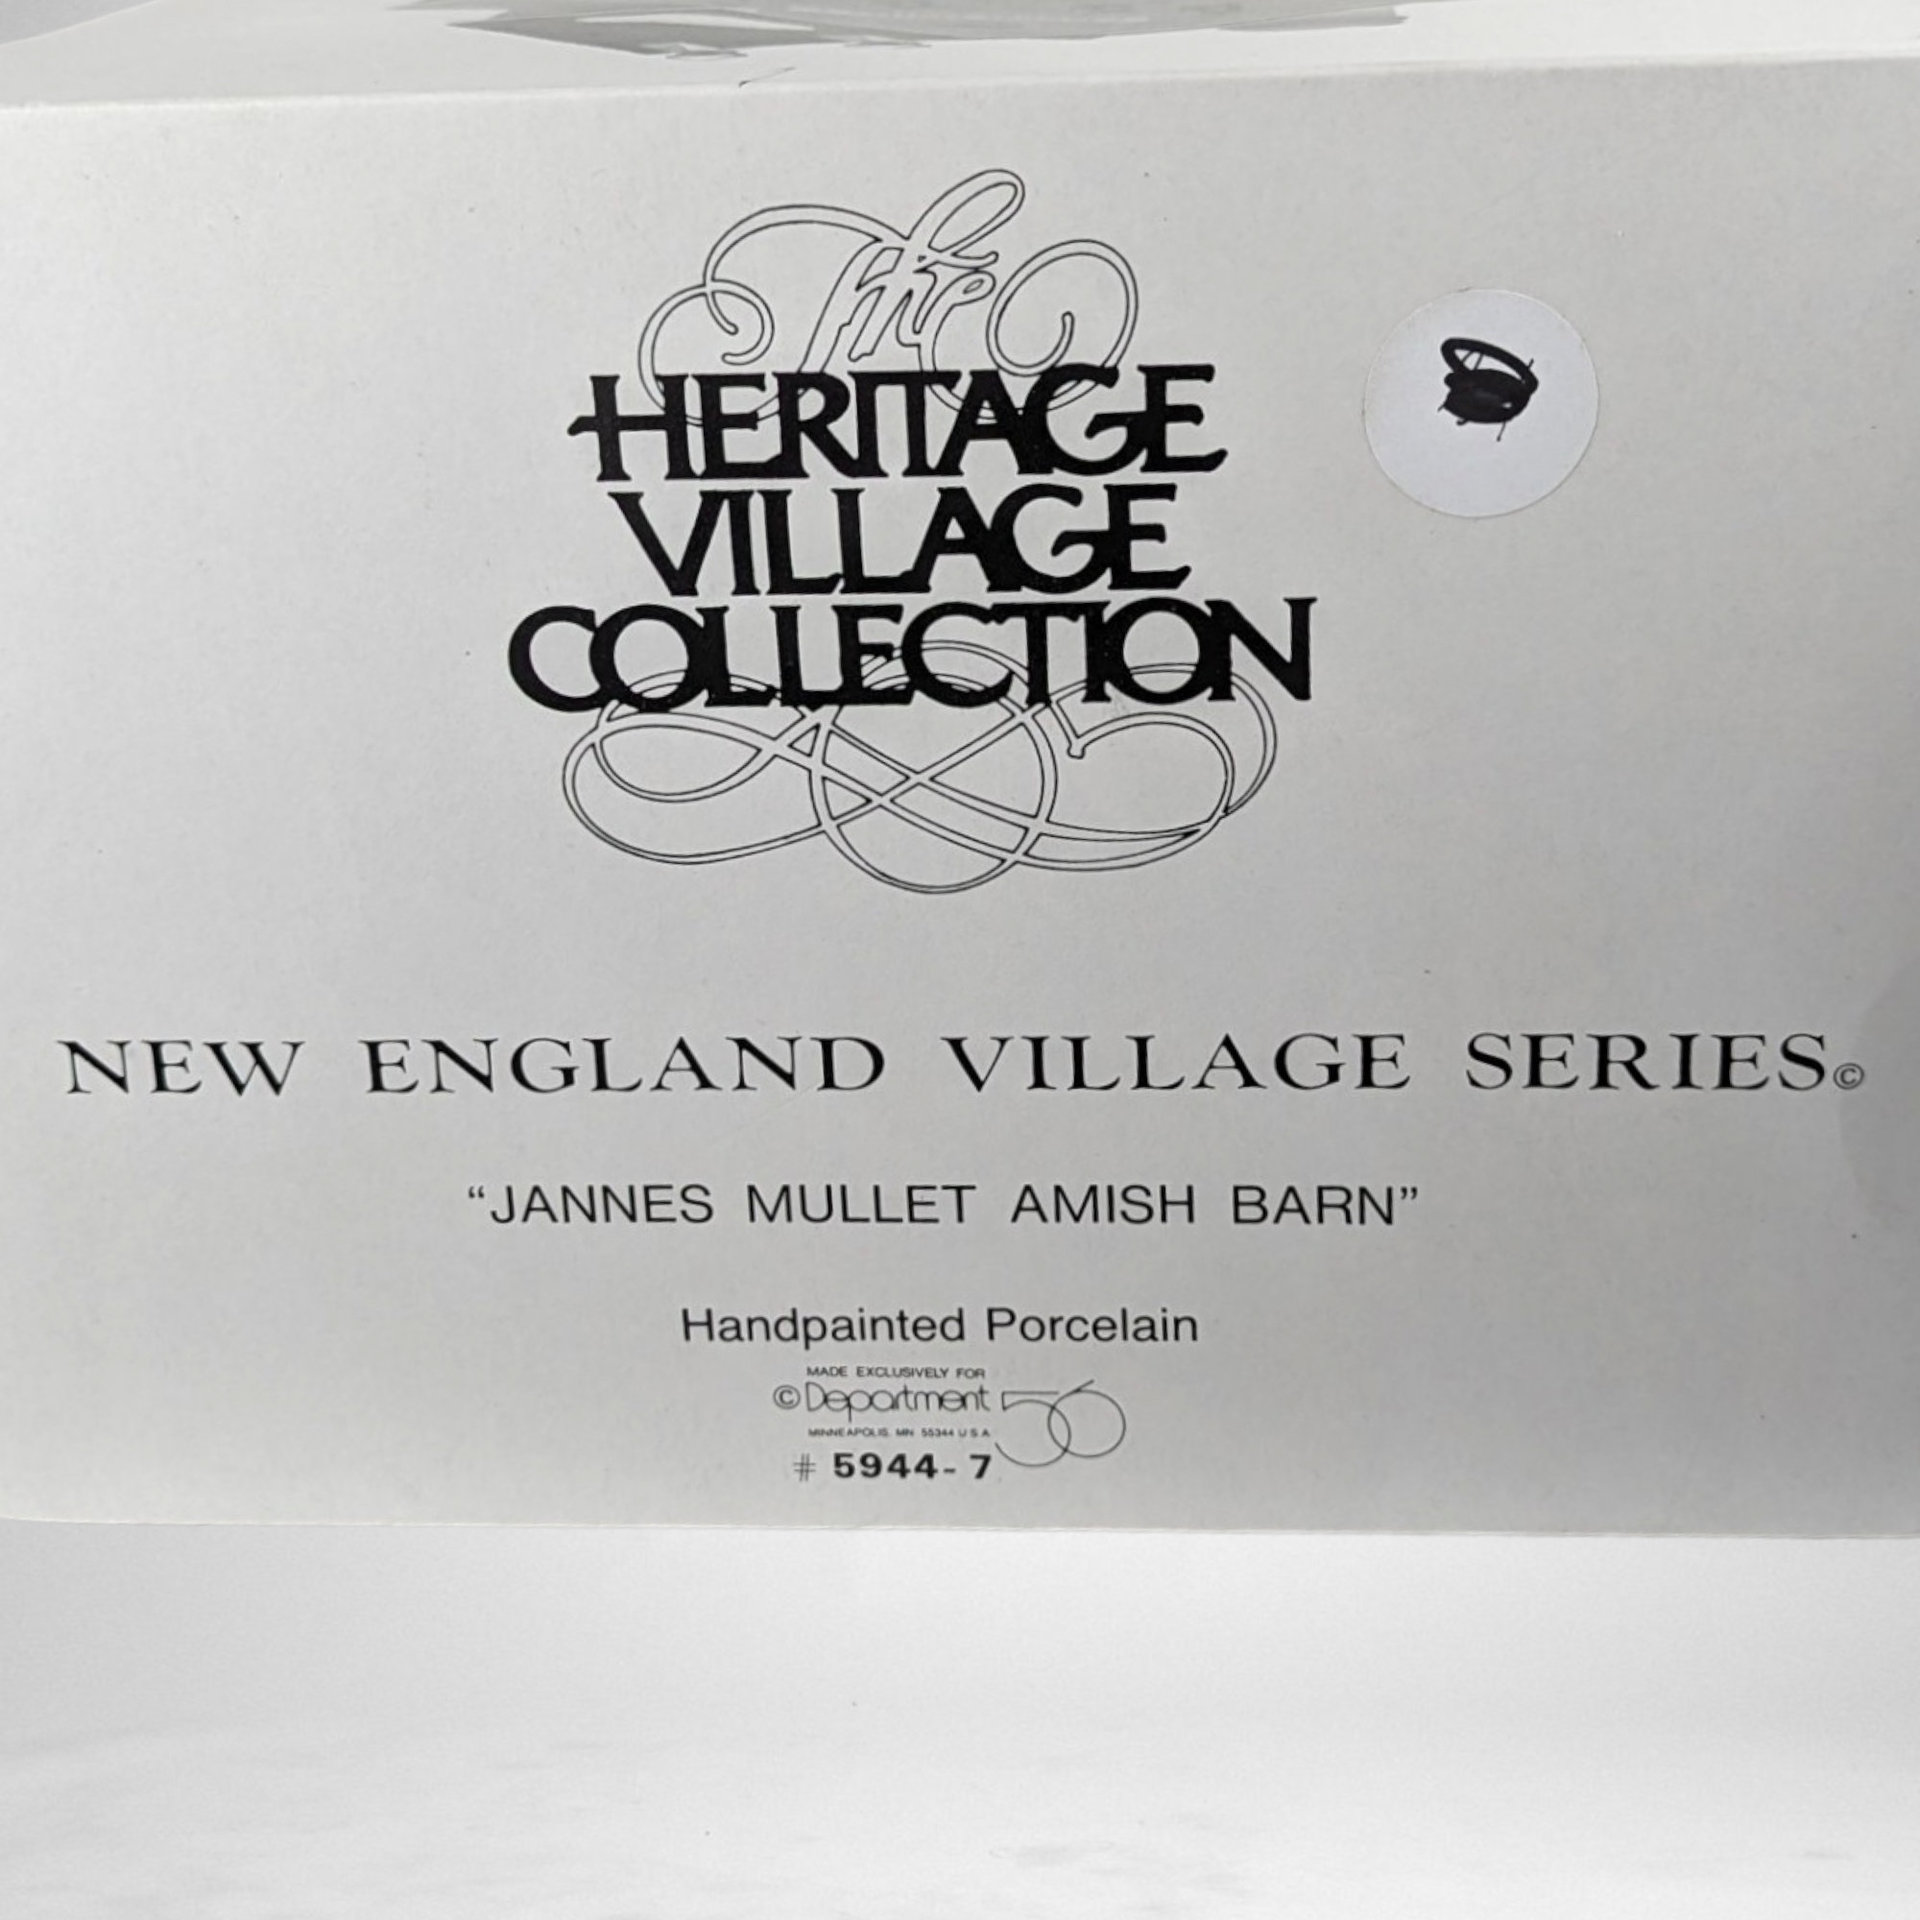 The
HERITAGE
VILLAGE
COLLECTION
NEW ENGLAND VILLAGE SERIES©
“JANNES MULLET AMISH BARN”
Handpainted Porcelain
MADE EXCLUSIVELY FOR
© Department 56
MINNEAPOLIS, MN 55344 U S A
# 5944-7